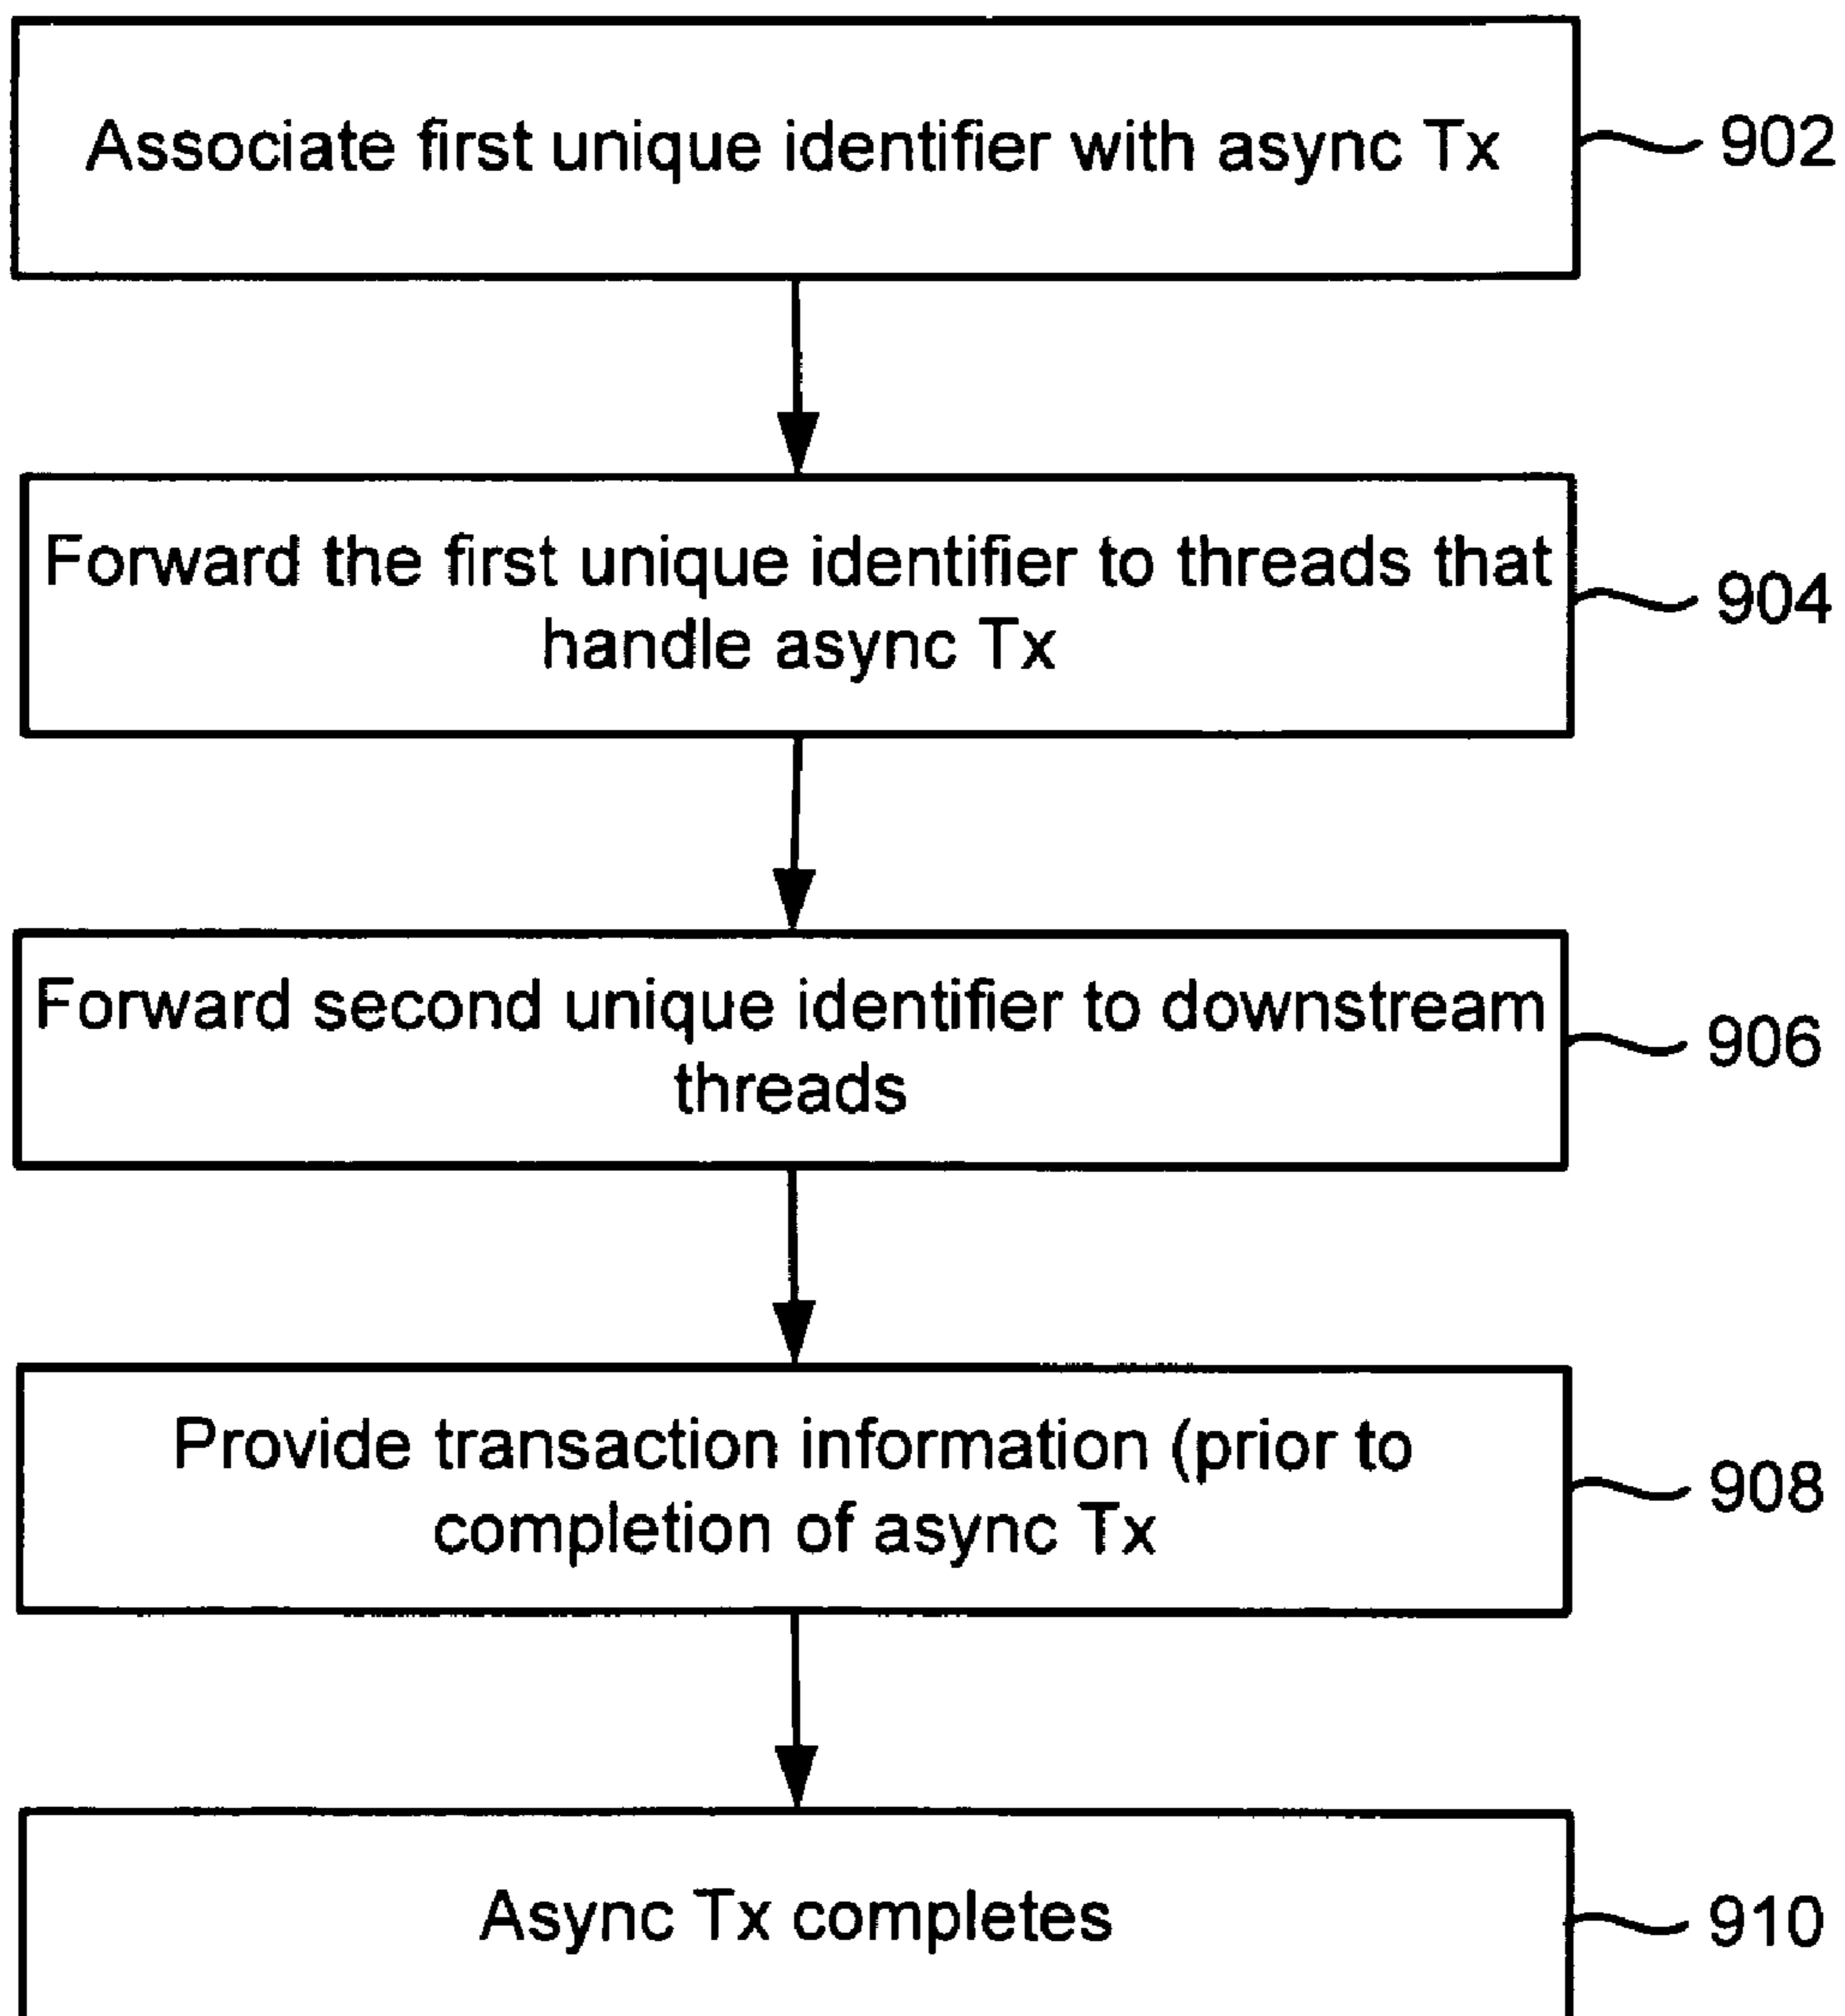 Associate first unique identifier with async Tx
902
Forward the first unique identifier to threads that
handle async Tx
904
Forward second unique identifier to downstream
threads
906
Provide transaction information (prior to
completion of async Tx
908
Async Tx completes
910